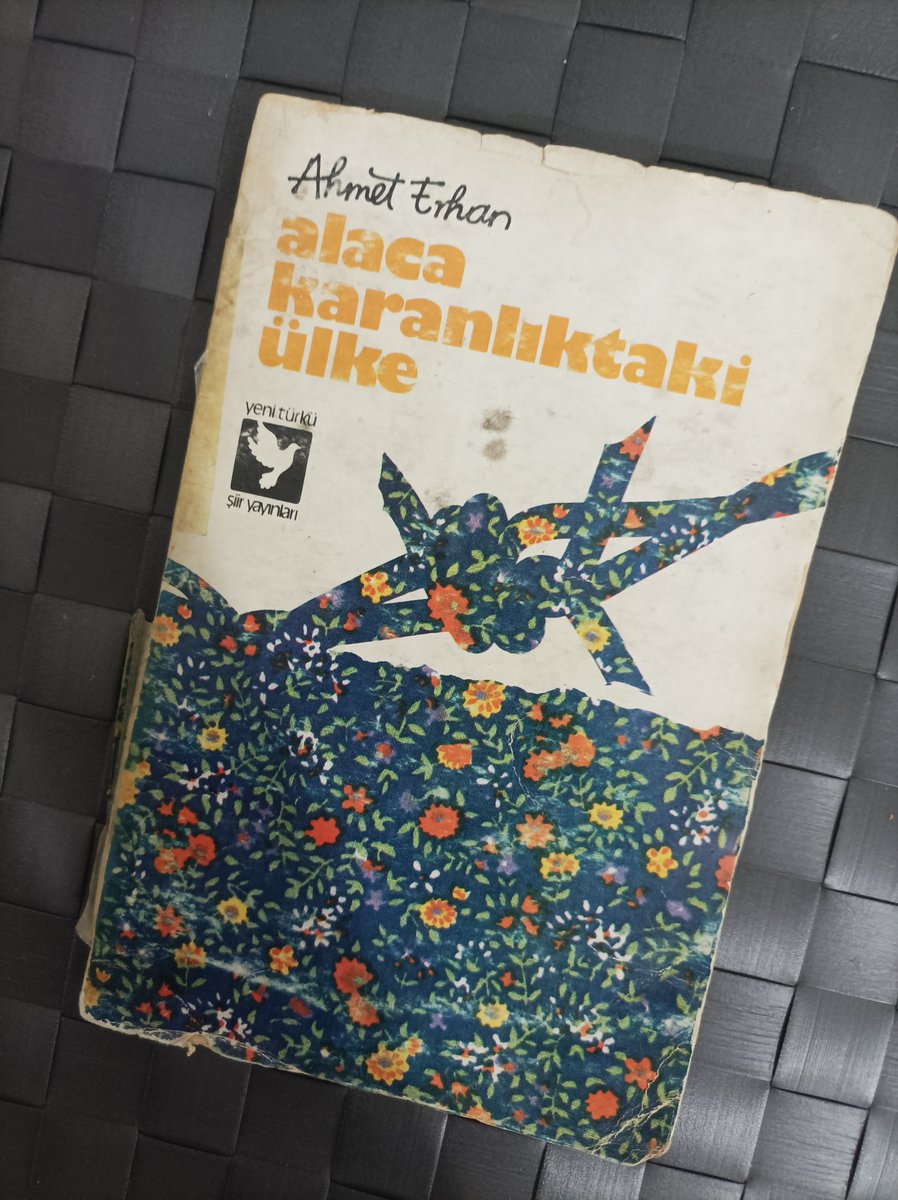 Ahmet Erhan
alaca
karanlıktaki
ülke
yeni türkü
şiir yayınları